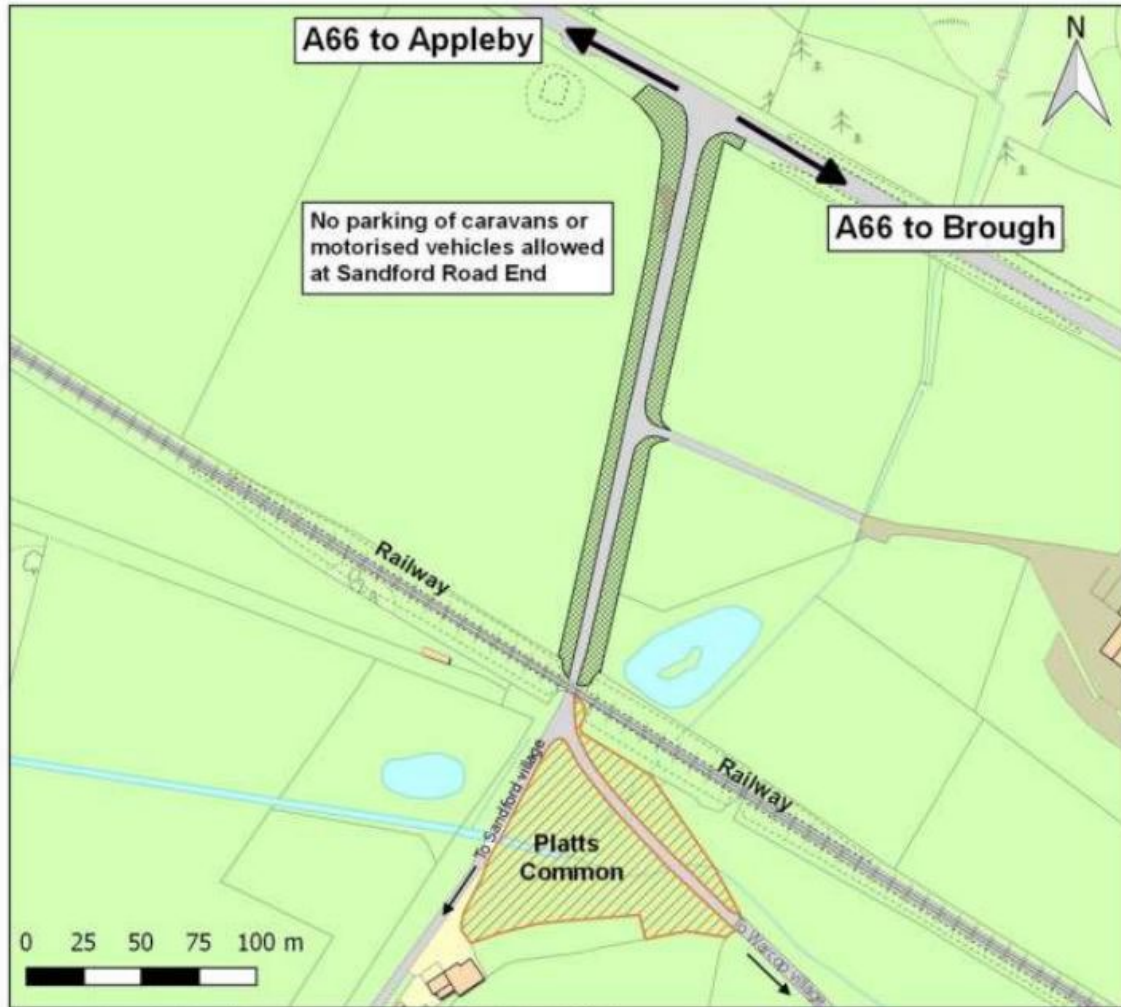 A66 to Appleby
N
No parking of caravans or
motorised vehicles allowed
at Sandford Road End
A66 to Brough
Railway
Railway
To Sandford village
Platts
Common
To Warcop village
0 25 50 75 100 m